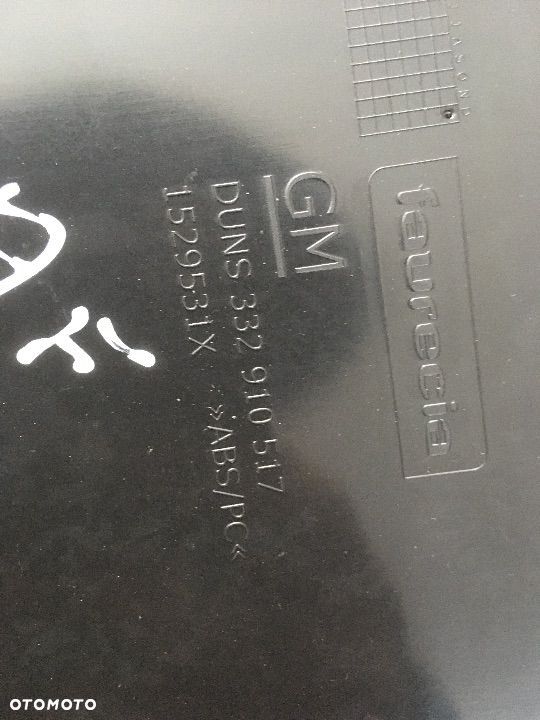 J A S O N D
faurecia
GM
DUNS 332 910 517
1529531X »ABS/PC«
OTOMOTO